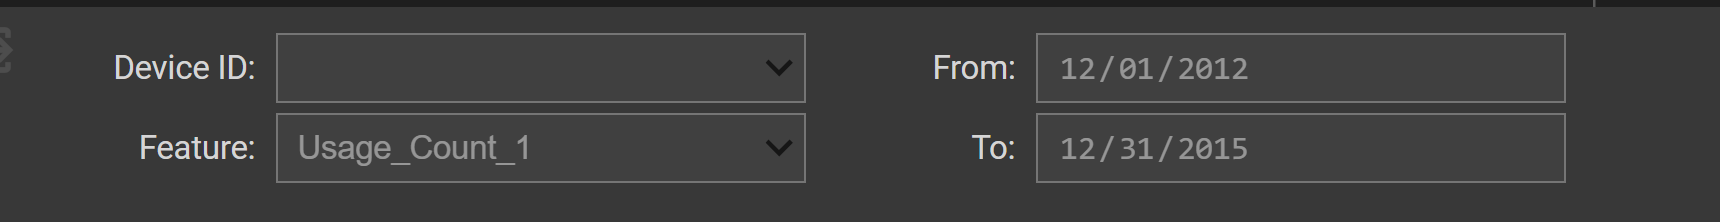 Device ID:
From: 12/01/2012
Feature: Usage_Count_1
To: 12/31/2015